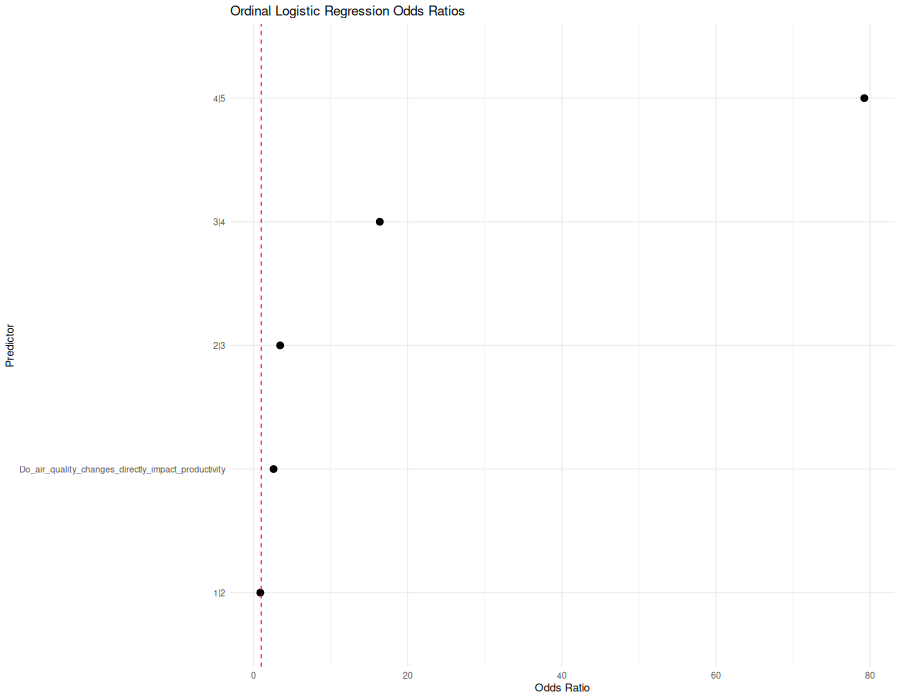 Ordinal Logistic Regression Odds Ratios
Predictor
4|5
3|4
2|3
Do_air_quality_changes_directly_impact_productivity
1|2
0 20 40 60 80
Odds Ratio